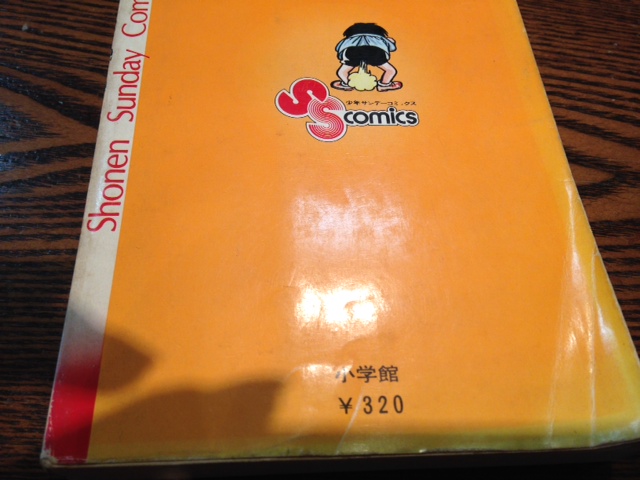 Shonen Sunday Com
SS
少年サンデーコミックス
comics
小学館
¥320